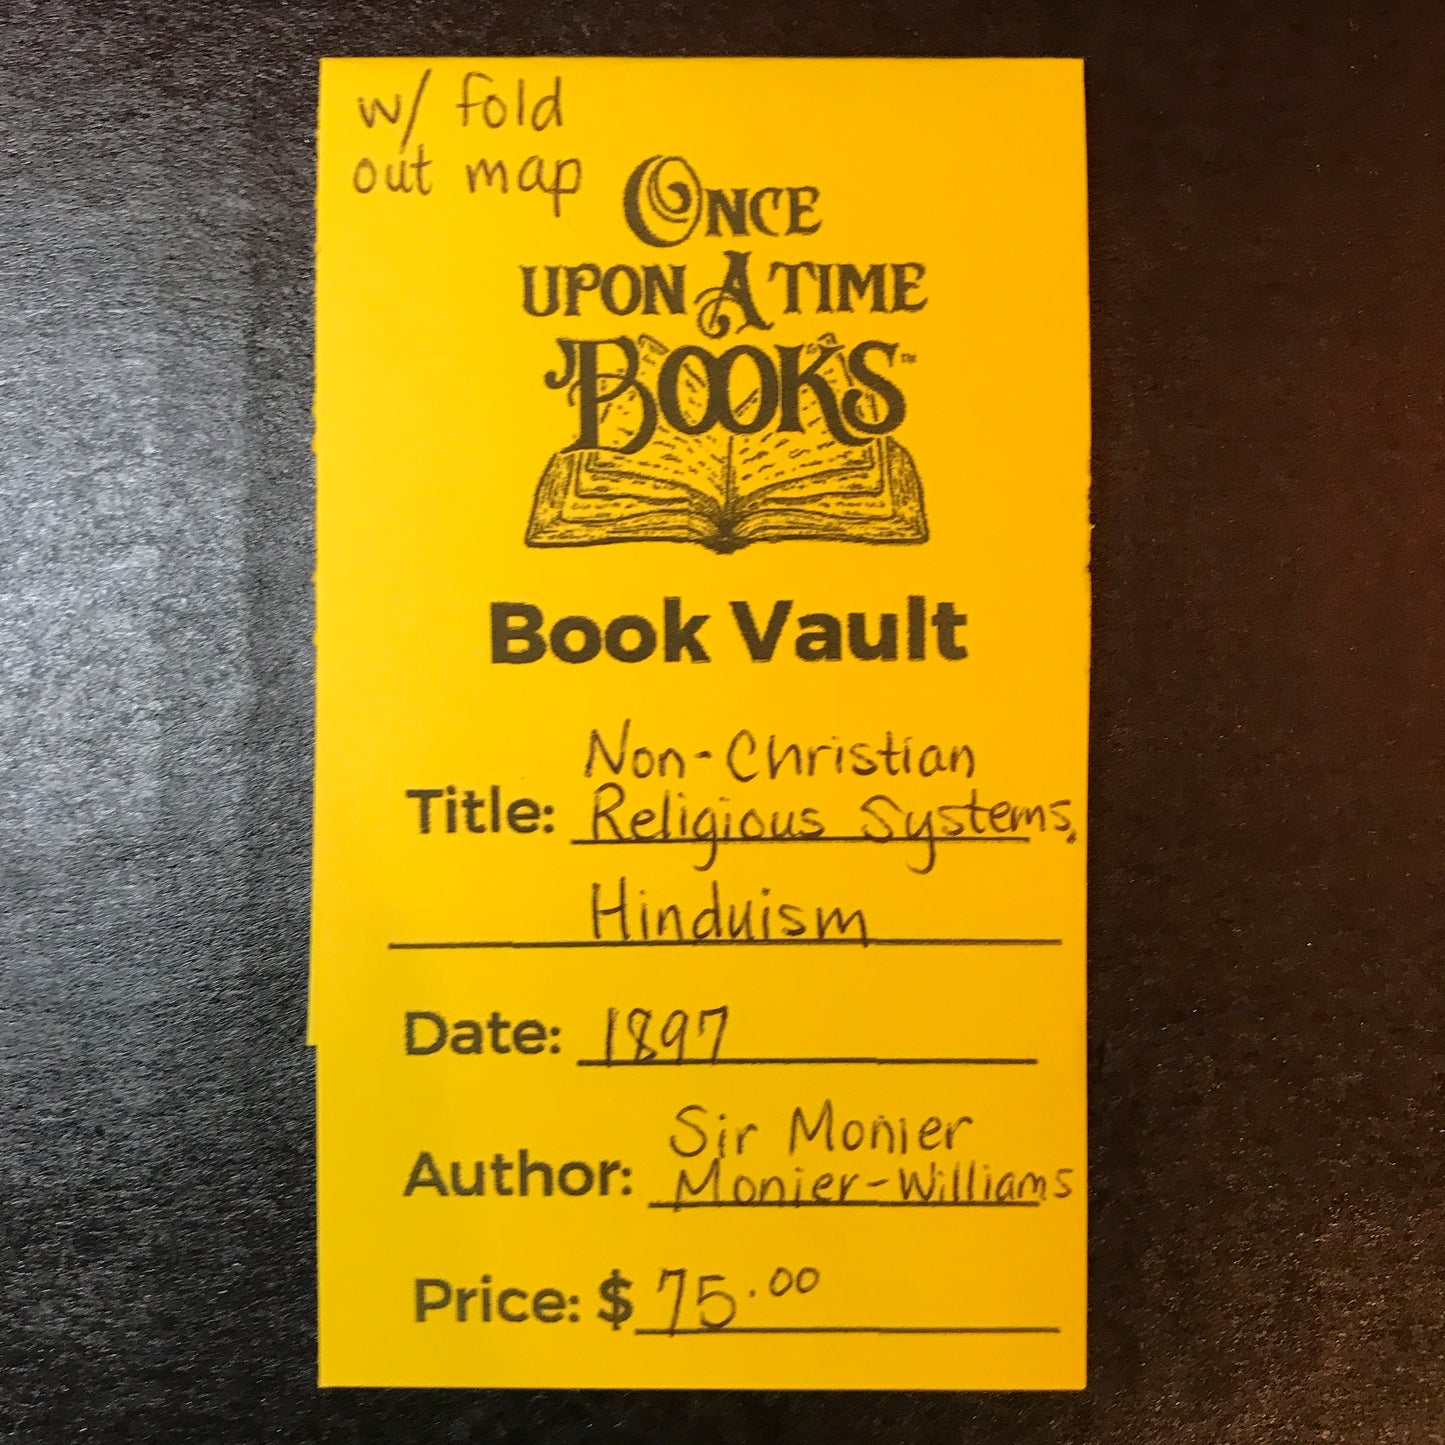 w/ fold
out map
ONCE
UPON A TIME
BOOKS™
Book Vault
Non-Christian
Title: Religious Systems,
Hinduism
Date: 1897
Sir Monier
Author: Monier-Williams
Price: $ 75.00